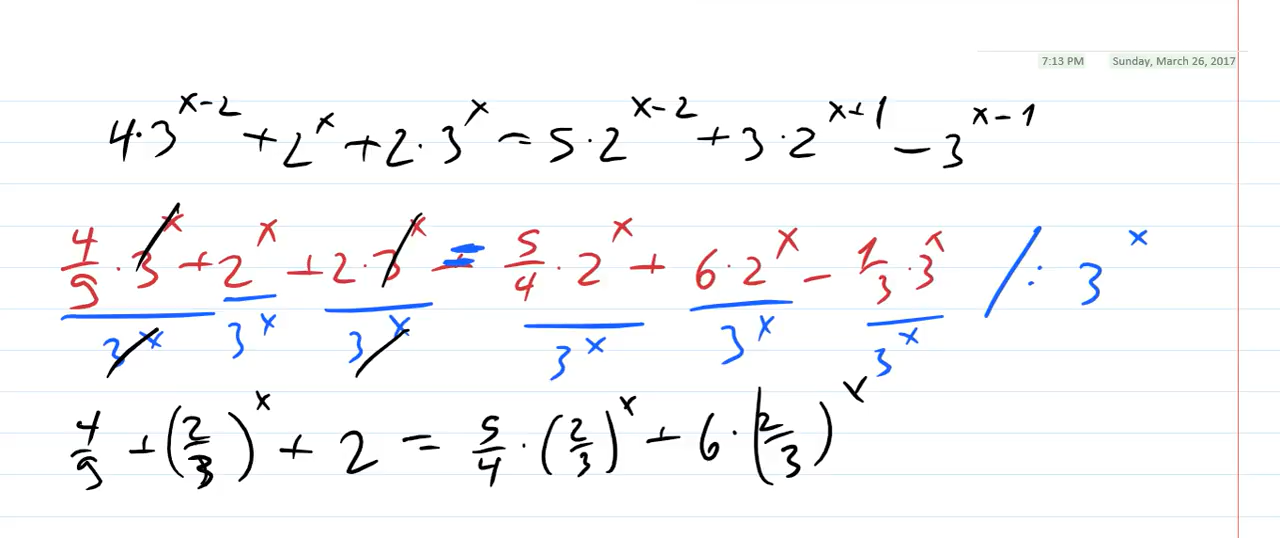 7:13 PM Sunday, March 26, 2017
4·3^(x-2) + 2^x + 2·3^x = 5·2^(x-2) + 3·2^(x+1) - 3^(x-1)
4/9·3^x/3^x + 2^x/3^x + 2·3^x/3^x = 5/4·2^x/3^x + 6·2^x/3^x - 1/3·3^x/3^x /: 3^x
4/9 + (2/3)^x + 2 = 5/4·(2/3)^x + 6·(2/3)^x